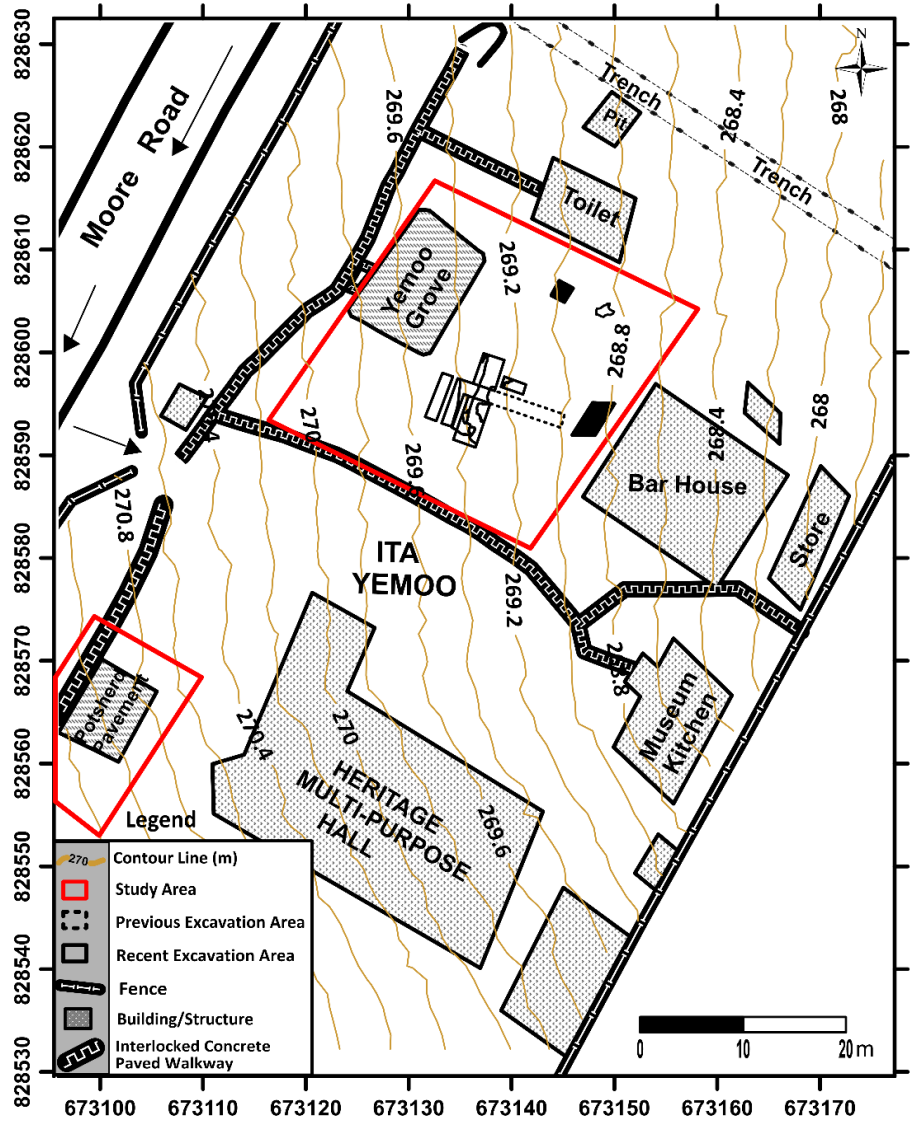 828630
828620
828610
828600
828590
828580
828570
828560
828550
828540
828530
N
Moore Road
269.6
Trench
Pit
268.4
268
Trench
Toilet
Yemoo
Grove
269.2
268.8
270
268.4
268
Bar House
Store
270.8
ITA
YEMOO
269.2
268.8
Museum
Kitchen
Potsherd
Pavement
270.4
270
HERITAGE
MULTI-PURPOSE
HALL
269.6
Legend
270 Contour Line (m)
Study Area
Previous Excavation Area
Recent Excavation Area
Fence
Building/Structure
Interlocked Concrete
Paved Walkway
0 10 20 m
673100 673110 673120 673130 673140 673150 673160 673170